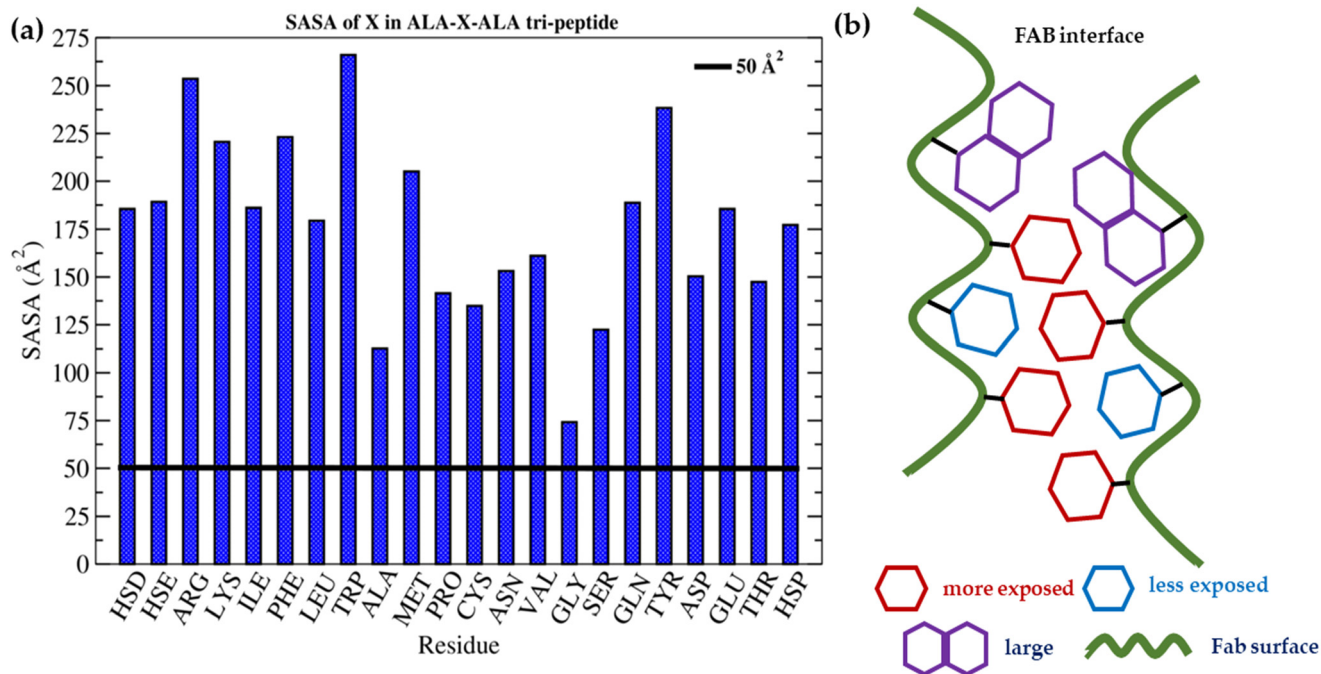 (a)
SASA of X in ALA-X-ALA tri-peptide
50 Å²
SASA (Å²)
275
250
225
200
175
150
125
100
75
50
25
0
HSD
HSE
ARG
LYS
ILE
PHE
LEU
TRP
ALA
MET
PRO
CYS
ASN
VAL
GLY
SER
GLN
TYR
ASP
GLU
THR
HSP
Residue
(b)
FAB interface
more exposed
less exposed
large
Fab surface